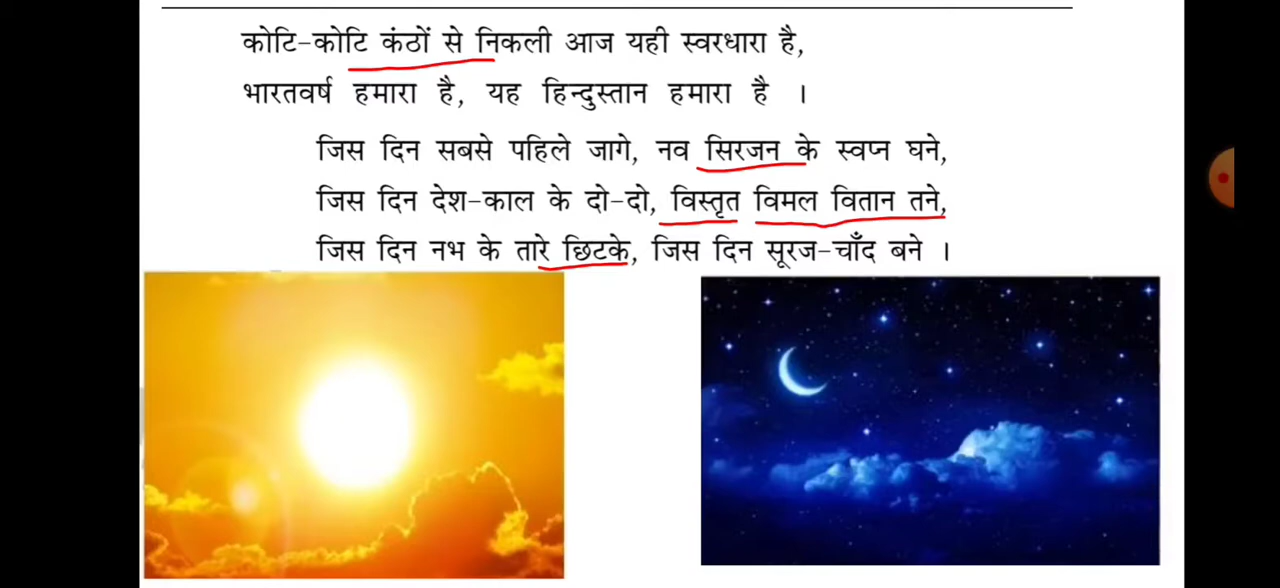 कोटि-कोटि कंठों से निकली आज यही स्वरधारा है,
भारतवर्ष हमारा है, यह हिन्दुस्तान हमारा है ।
जिस दिन सबसे पहिले जागे, नव सिरजन के स्वप्न घने,
जिस दिन देश-काल के दो-दो, विस्तृत विमल वितान तने,
जिस दिन नभ के तारे छिटके, जिस दिन सूरज-चाँद बने ।